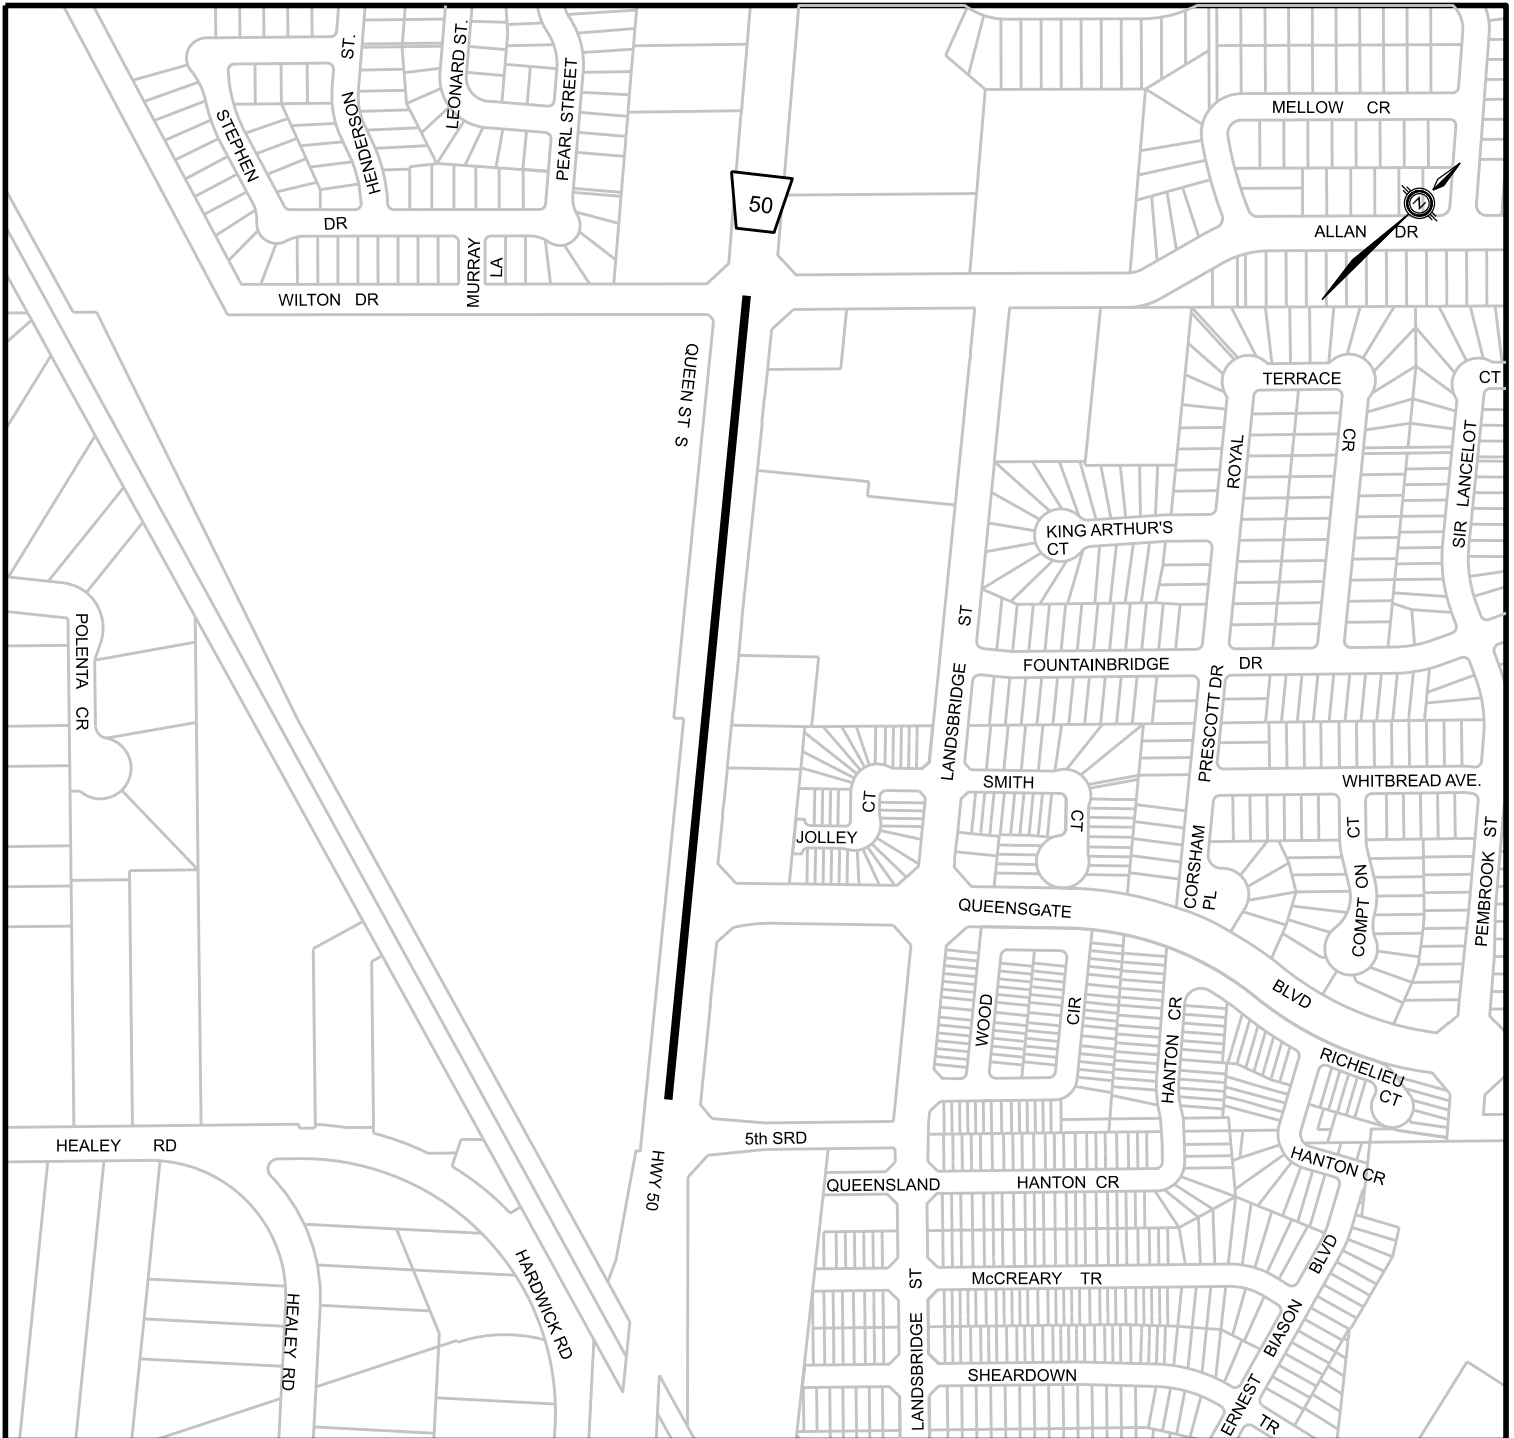 STEPHEN
HENDERSON ST.
LEONARD ST.
PEARL STREET
50
MELLOW CR
N
DR
ALLAN DR
MURRAY
LA
WILTON DR
QUEEN ST S
TERRACE
CT
ROYAL
CR
SIR LANCELOT
KING ARTHUR'S
CT
POLENTA CR
LANDSBRIDGE ST
FOUNTAINBRIDGE DR
PRESCOTT DR
SMITH
CT
WHITBREAD AVE.
CT
JOLLEY
CORSHAM
PL
COMPT ON CT
PEMBROOK ST
QUEENSGATE
BLVD
WOOD
CIR
HANTON CR
RICHELIEU
CT
HEALEY RD
5th SRD
HWY 50
QUEENSLAND
HANTON CR
HANTON CR
HARDWICK RD
HEALEY RD
McCREARY TR
LANDSBRIDGE ST
SHEARDOWN
TR
ERNEST BIASON BLVD